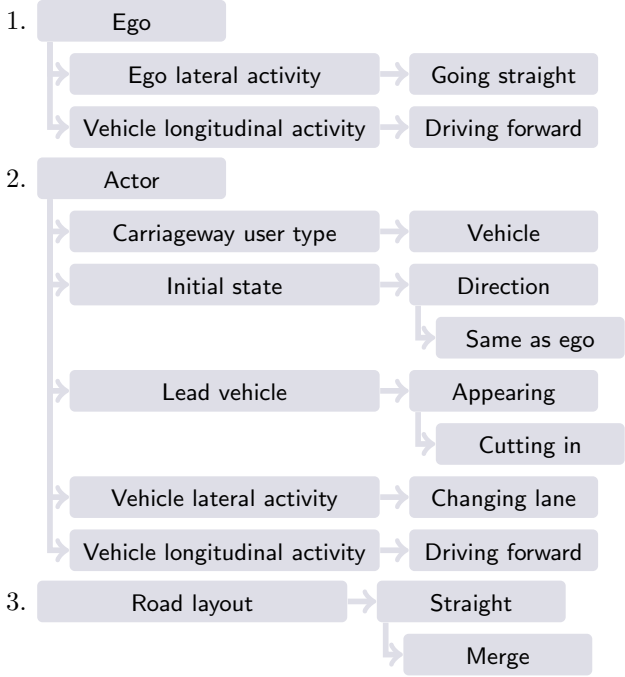 1. Ego
Ego lateral activity Going straight
Vehicle longitudinal activity Driving forward
2. Actor
Carriageway user type Vehicle
Initial state Direction
Same as ego
Lead vehicle Appearing
Cutting in
Vehicle lateral activity Changing lane
Vehicle longitudinal activity Driving forward
3. Road layout Straight
Merge